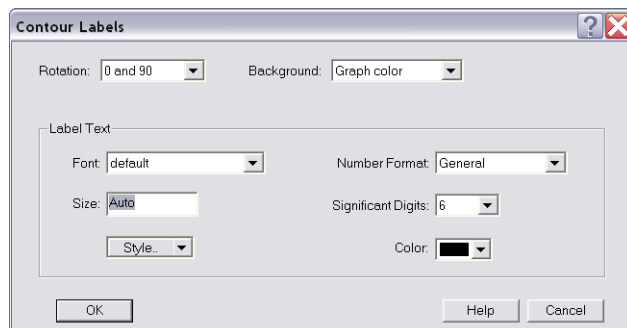 Contour Labels
Rotation: 0 and 90 Background: Graph color
Label Text
Font: default Number Format: General
Size: Auto Significant Digits: 6
Style.. Color:
OK Help Cancel